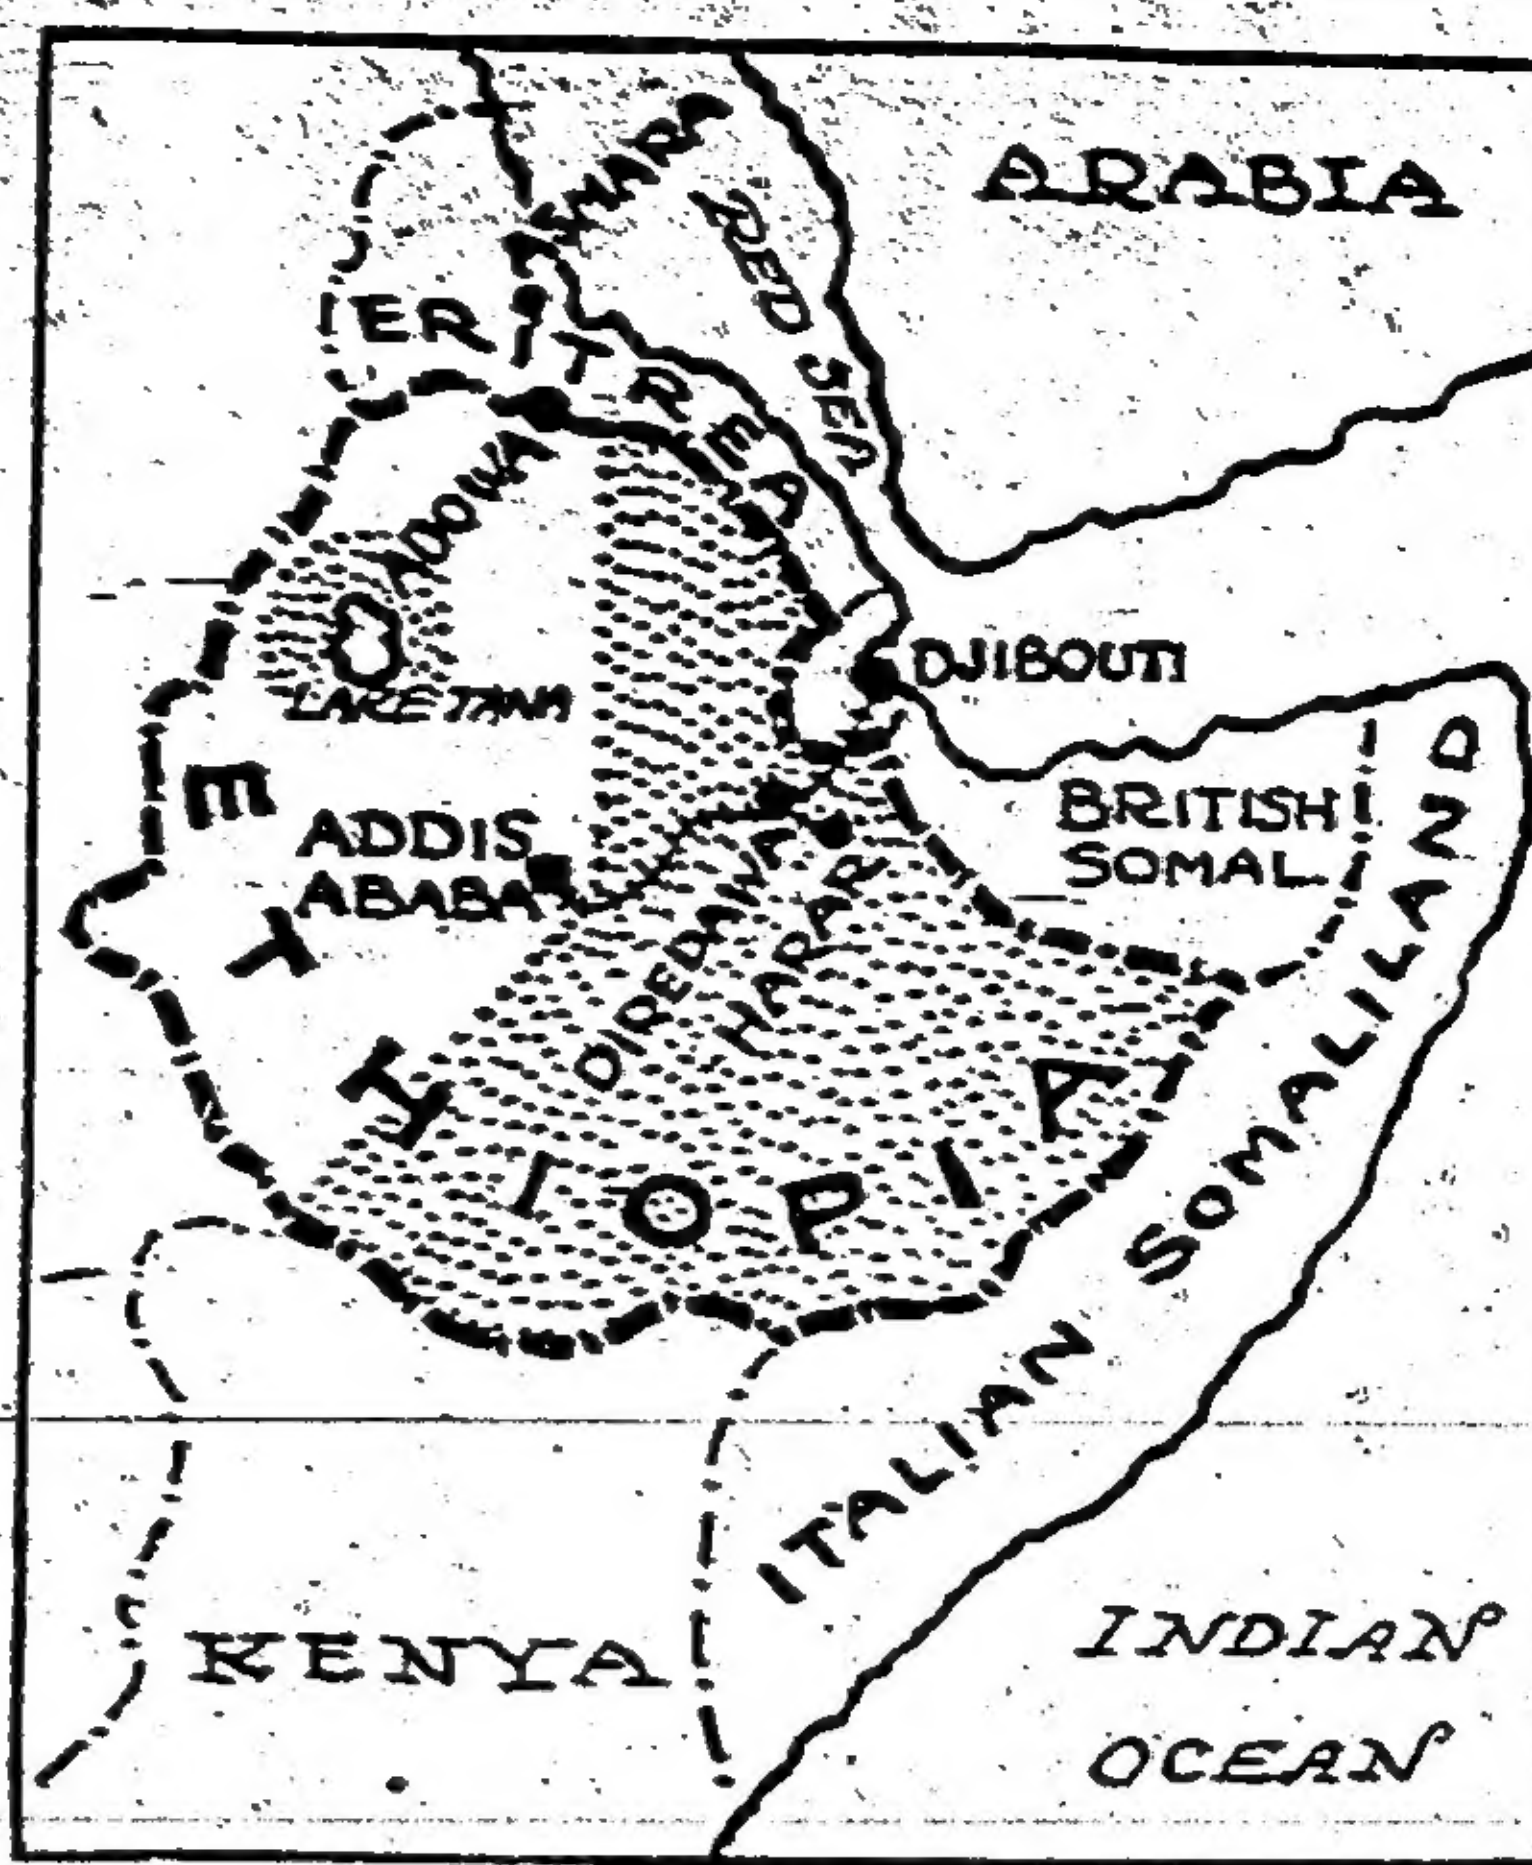 ARABIA
ASMARA
RED SEA
ERITREA
ADOWA
LAKE TANA
DJIBOUTI
ADDIS
ABABA
BRITISH
SOMAL.
DIREDAWA
HARAR
ETHIOPIA
ITALIAN SOMALILAND
KENYA
INDIAN
OCEAN